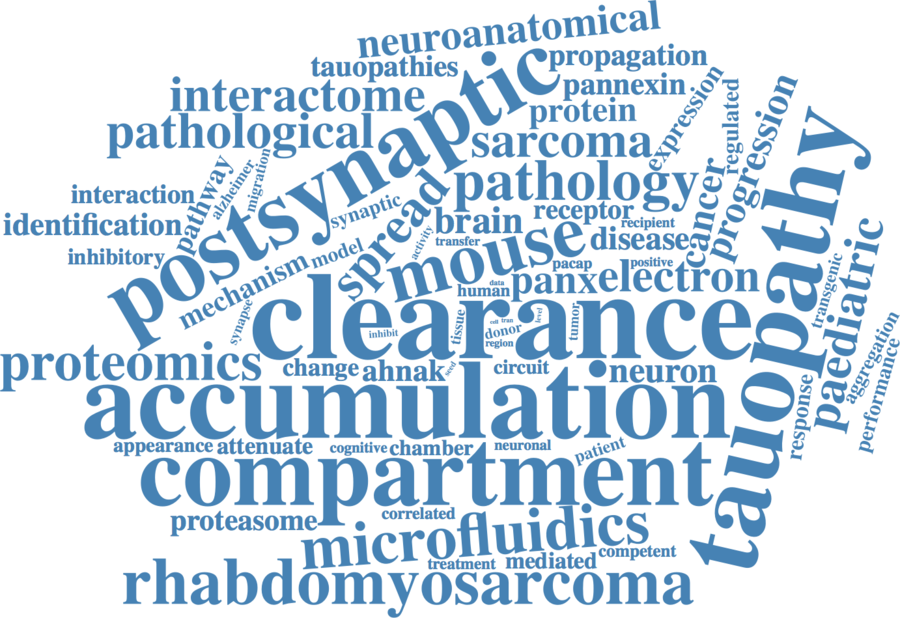 neuroanatomical
tauopathies
propagation
interactome
postsynaptic
pannexin
expression
regulated
protein
progression
pathological
sarcoma
tauopathy
pathway
alzheimer
migration
pathology
cancer
interaction
synaptic
spread
brain
receptor
recipient
identification
activity
transfer
mouse
disease
inhibitory
mechanism
model
pacap
positive
electron
panx
transgenic
paediatric
data
human
synapse
clearance
inhibit
tissue
cell
tran
level
donor
region
tumor
aggregation
performance
proteomics
change
ahnak
seed
circuit
neuron
response
accumulation
appearance
attenuate
cognitive
chamber
neuronal
patient
compartment
proteasome
correlated
microfluidics
treatment
mediated
competent
rhabdomyosarcoma